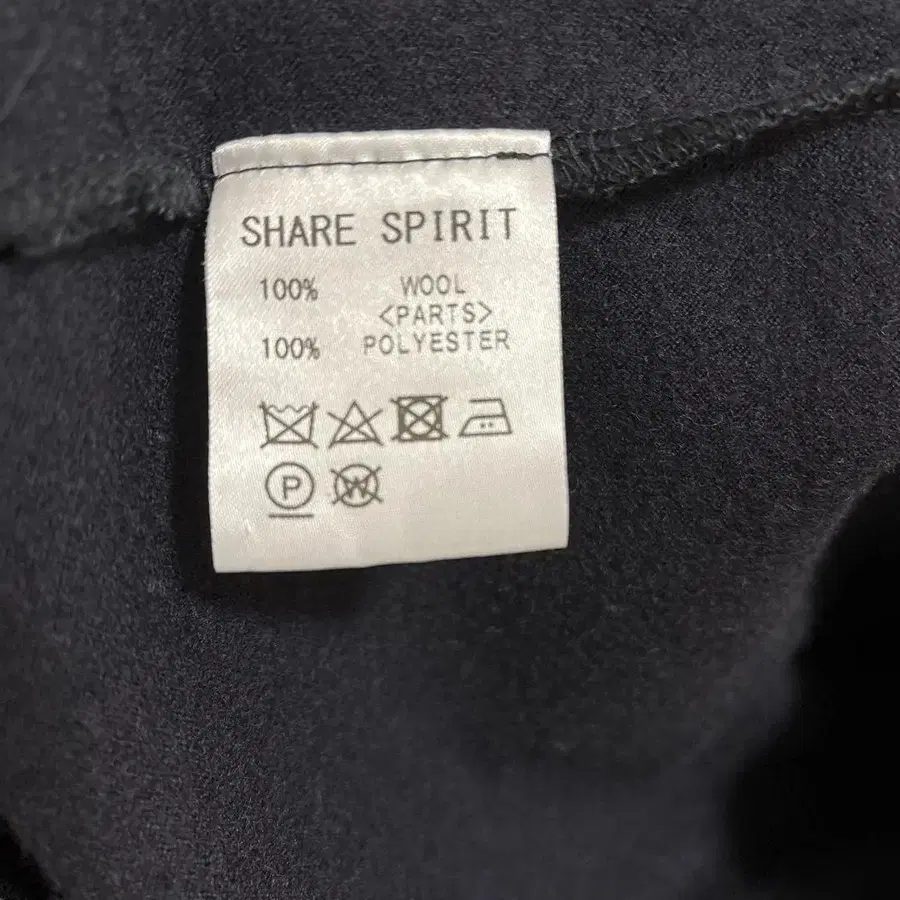 SHARE SPIRIT
100% WOOL
<PARTS>
100% POLYESTER
P W